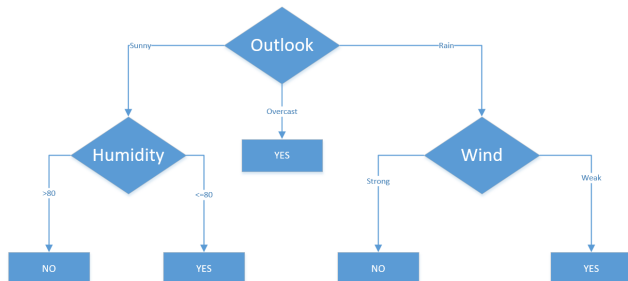 Outlook
Sunny
Rain
Overcast
YES
Humidity
Wind
>80
<=80
Strong
Weak
NO
YES
NO
YES